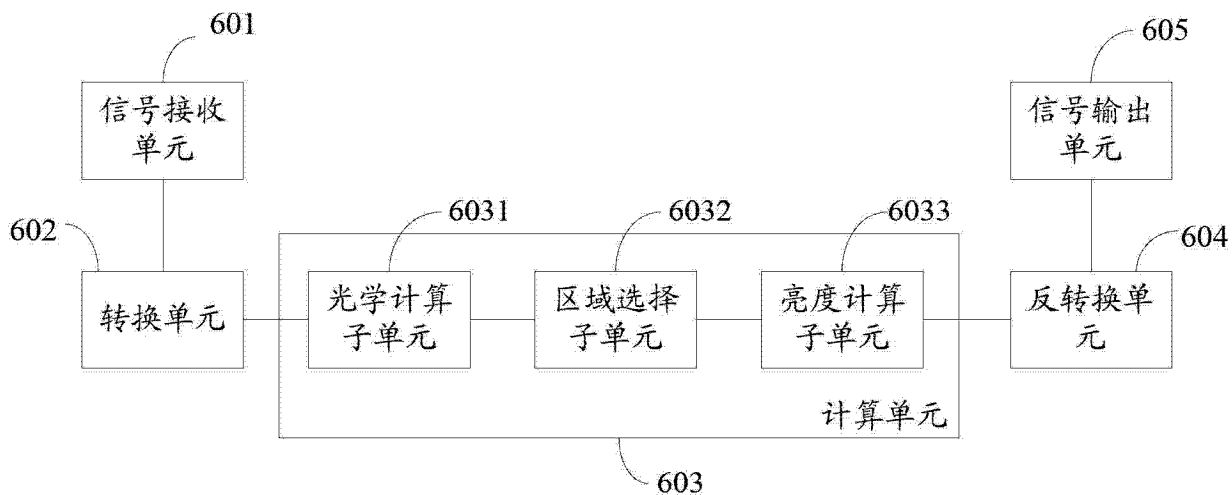 601
信号接收
单元
605
信号输出
单元
602
转换单元
6031
光学计算
子单元
6032
区域选择
子单元
6033
亮度计算
子单元
604
反转换单
元
计算单元
603